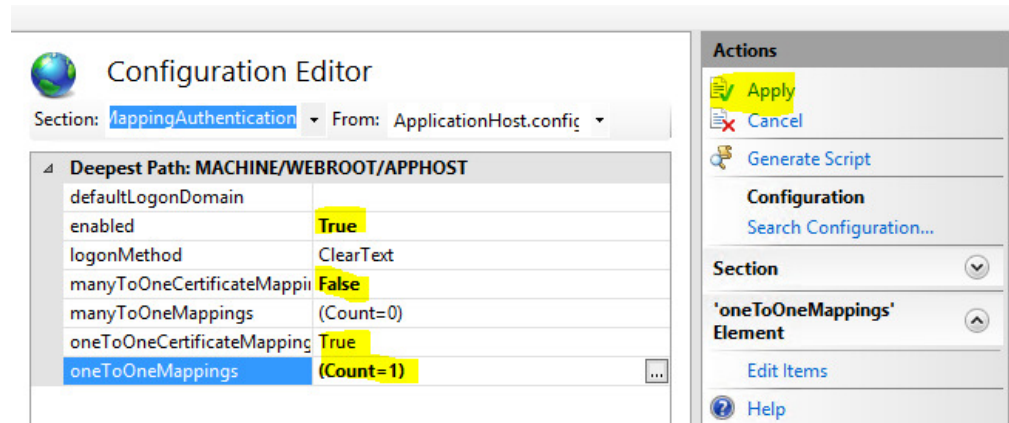 Configuration Editor
Section: MappingAuthentication From: ApplicationHost.config
Deepest Path: MACHINE/WEBROOT/APPHOST
defaultLogonDomain
enabled True
logonMethod ClearText
manyToOneCertificateMappin False
manyToOneMappings (Count=0)
oneToOneCertificateMapping True
oneToOneMappings (Count=1) ...
Actions
Apply
Cancel
Generate Script
Configuration
Search Configuration...
Section
'oneToOneMappings'
Element
Edit Items
Help